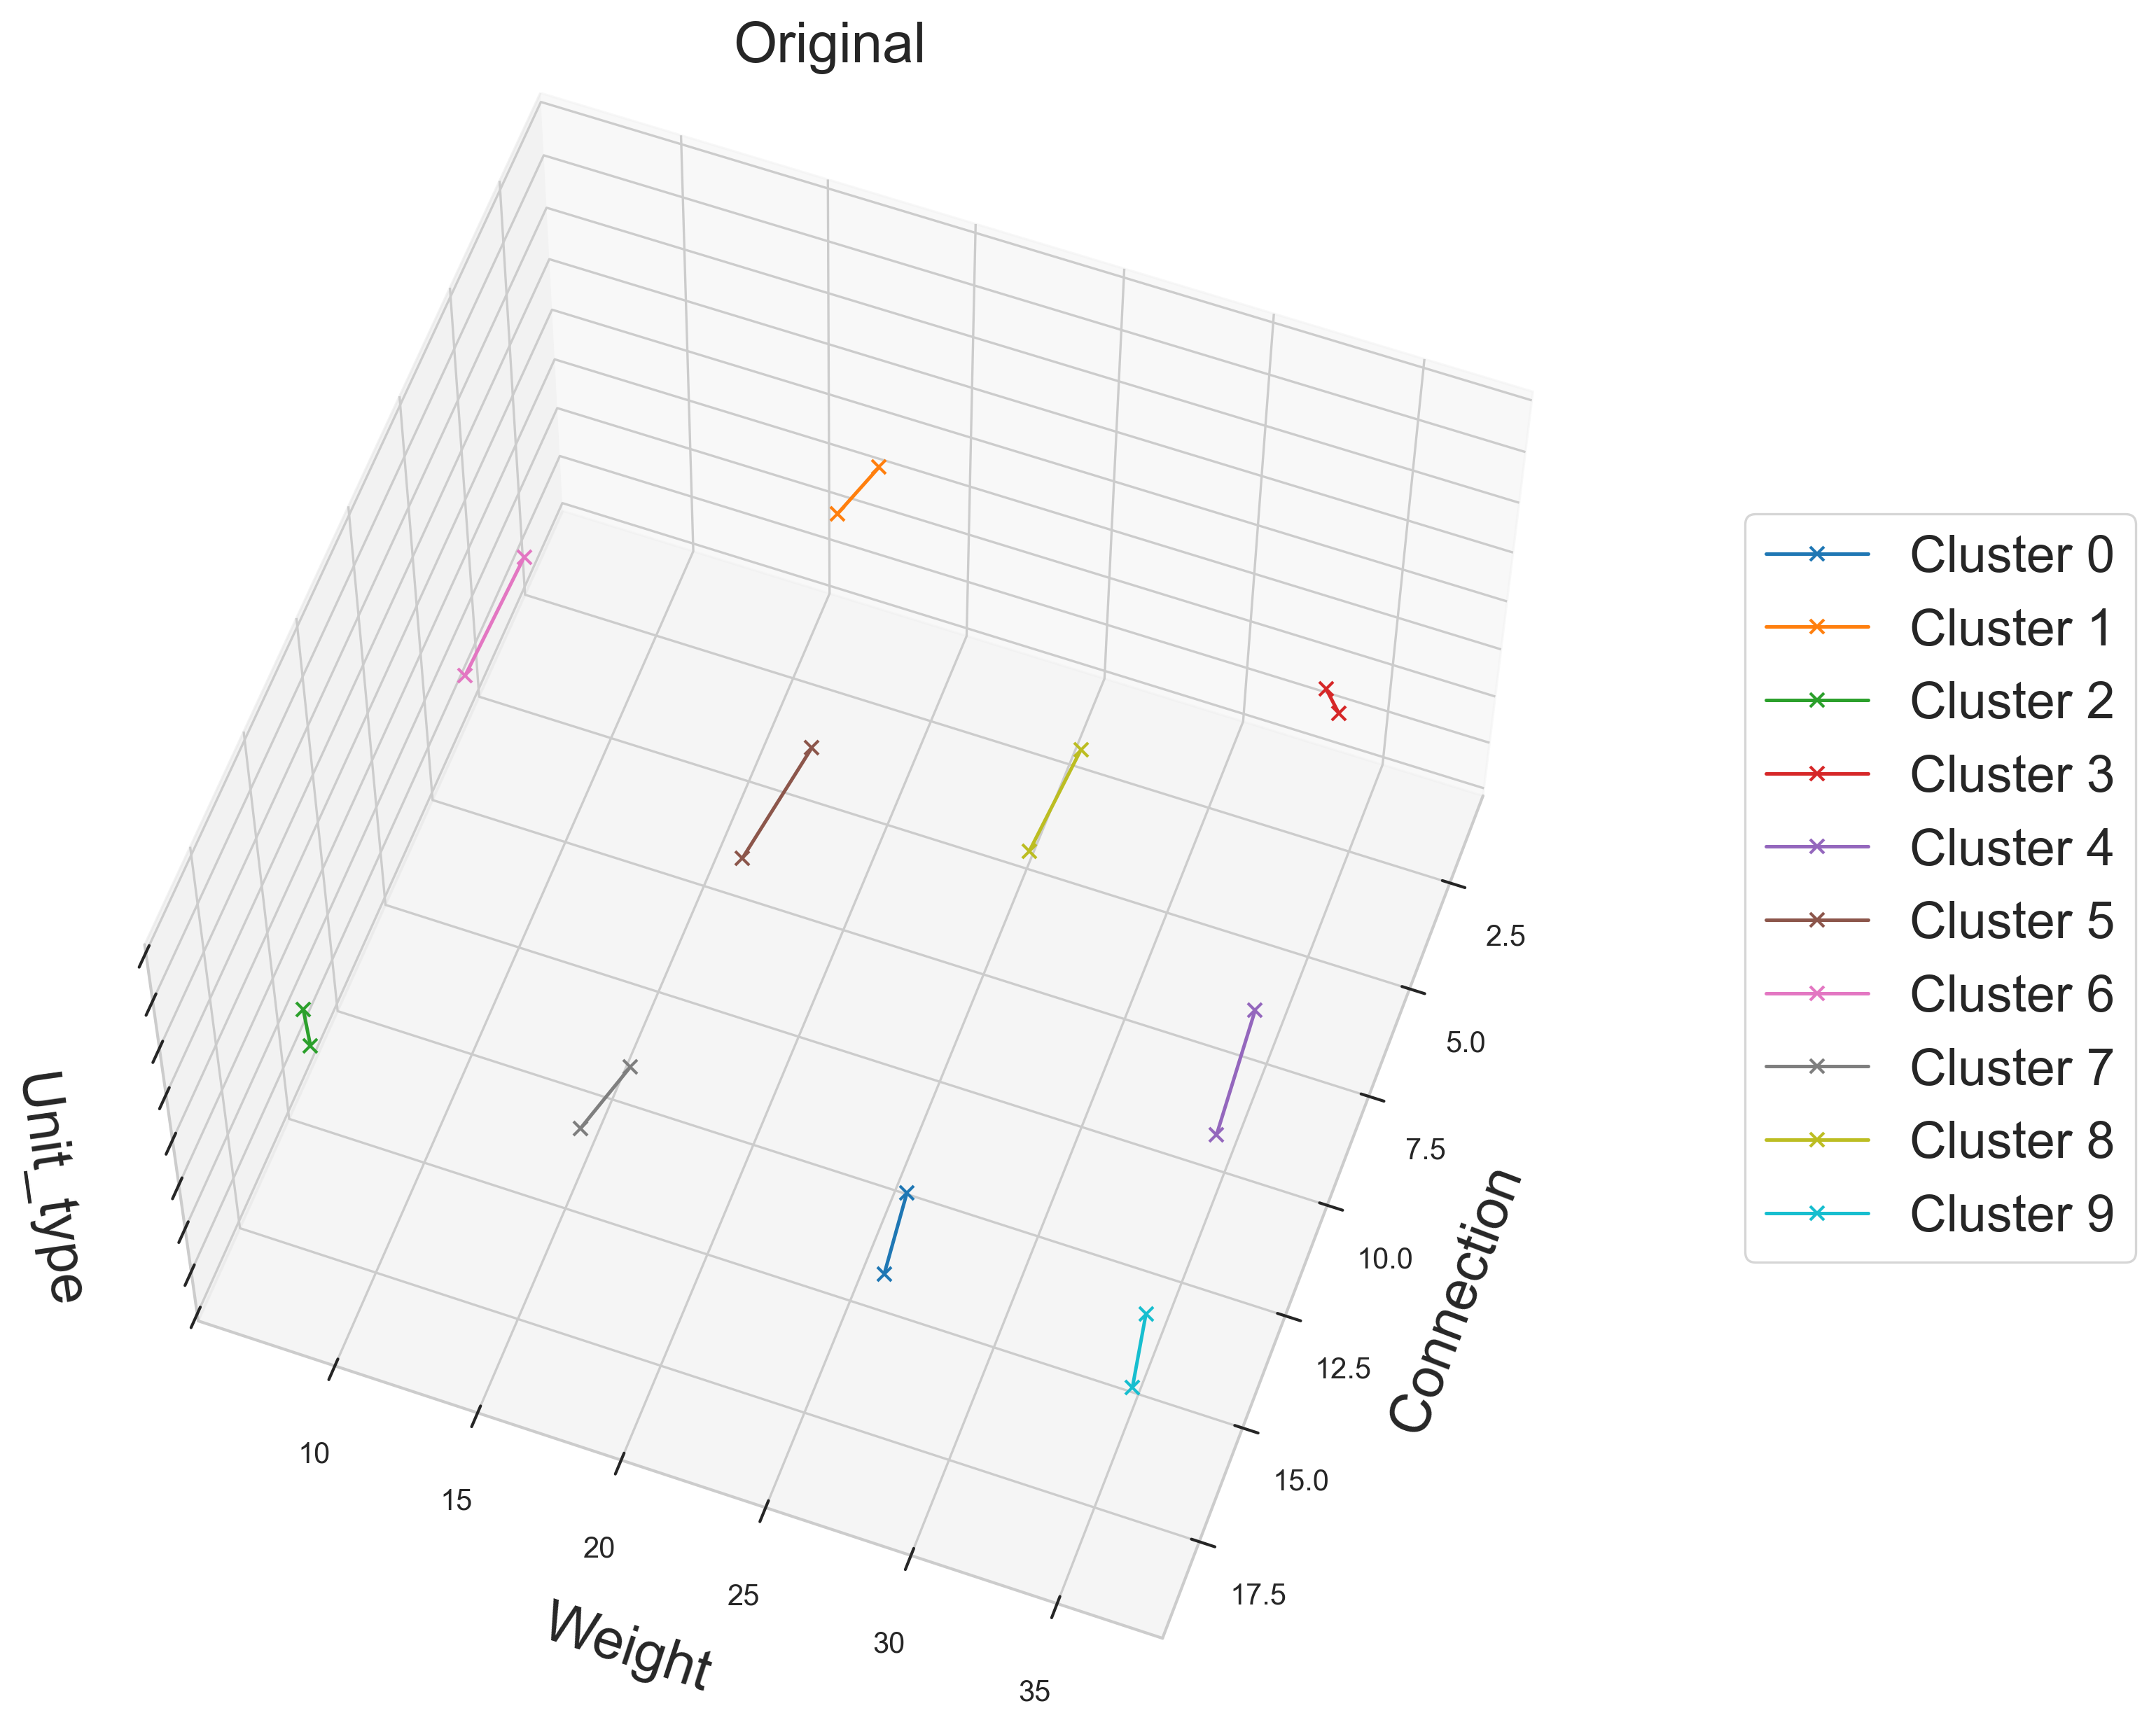 Original
Cluster 0
Cluster 1
Cluster 2
Cluster 3
Cluster 4
Cluster 5
Cluster 6
Cluster 7
Cluster 8
Cluster 9
2.5
5.0
7.5
10.0
12.5
15.0
17.5
Connection
Unit_type
10
15
20
25
30
35
Weight